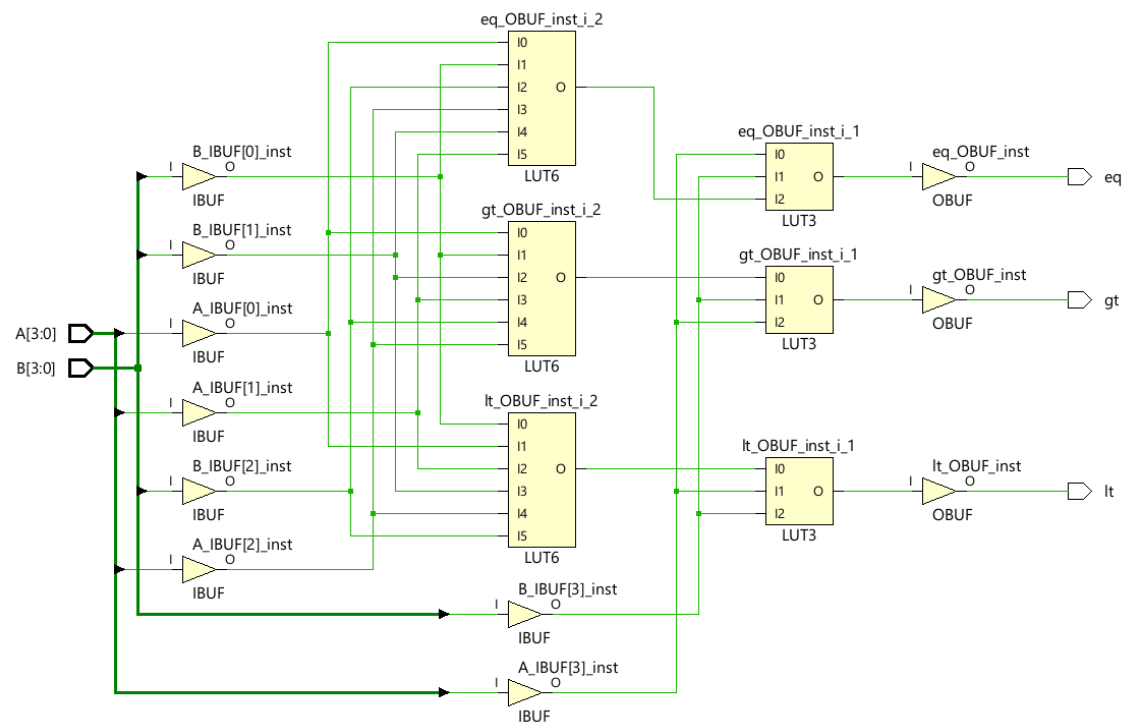 eq_OBUF_inst_i_2
I0
I1
I2
O
I3
I4
I5
LUT6
eq_OBUF_inst_i_1
I0
I1
O
I2
LUT3
eq_OBUF_inst
I
O
OBUF
eq
B_IBUF[0]_inst
I
O
IBUF
gt_OBUF_inst_i_2
I0
I1
I2
O
I3
I4
I5
LUT6
B_IBUF[1]_inst
I
O
IBUF
gt_OBUF_inst_i_1
I0
I1
O
I2
LUT3
gt_OBUF_inst
I
O
OBUF
gt
A_IBUF[0]_inst
I
O
IBUF
A[3:0]
B[3:0]
A_IBUF[1]_inst
I
O
IBUF
lt_OBUF_inst_i_2
I0
I1
I2
O
I3
I4
I5
LUT6
lt_OBUF_inst_i_1
I0
I1
O
I2
LUT3
lt_OBUF_inst
I
O
OBUF
lt
B_IBUF[2]_inst
I
O
IBUF
A_IBUF[2]_inst
I
O
IBUF
B_IBUF[3]_inst
I
O
IBUF
A_IBUF[3]_inst
I
O
IBUF